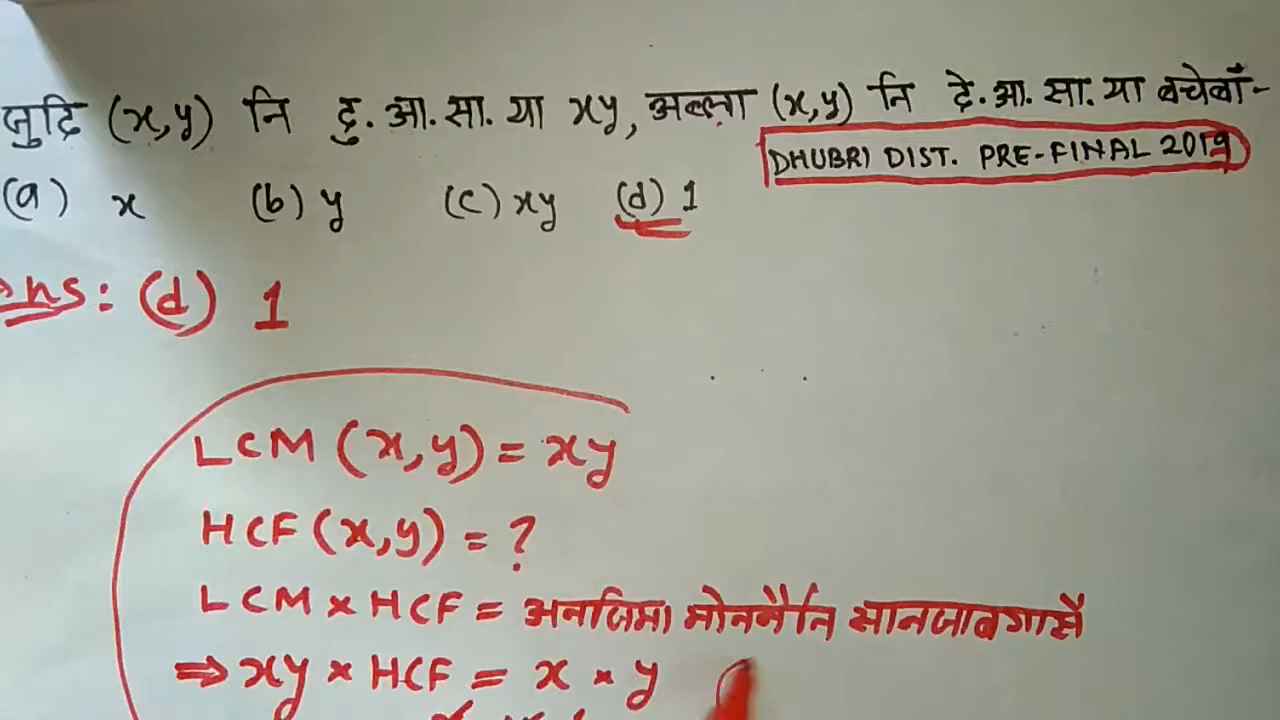 जुदि (x,y) नि दु. आ. सा. या xy, अब्ला (x,y) नि दे. आ. सा. या बबेबाँ-
DHUBRI DIST. PRE-FINAL 2019
(a) x (b) y (c) xy (d) 1
Ans: (d) 1
LCM (x,y) = xy
HCF (x,y) = ?
LCM × HCF = अनजिमा मोननैनि सानजाबगासै
⇒ xy × HCF = x × y